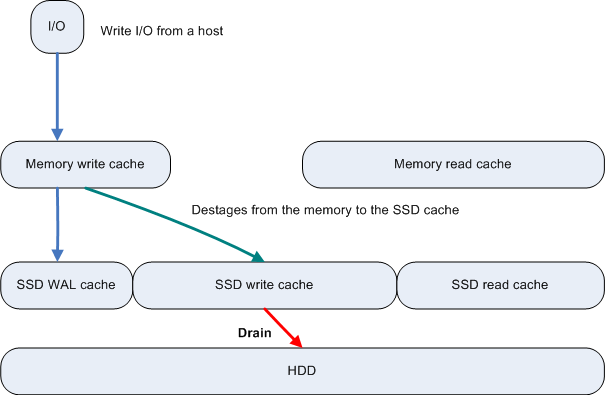 I/O
Write I/O from a host
Memory write cache
Memory read cache
Destages from the memory to the SSD cache
SSD WAL cache
SSD write cache
SSD read cache
Drain
HDD